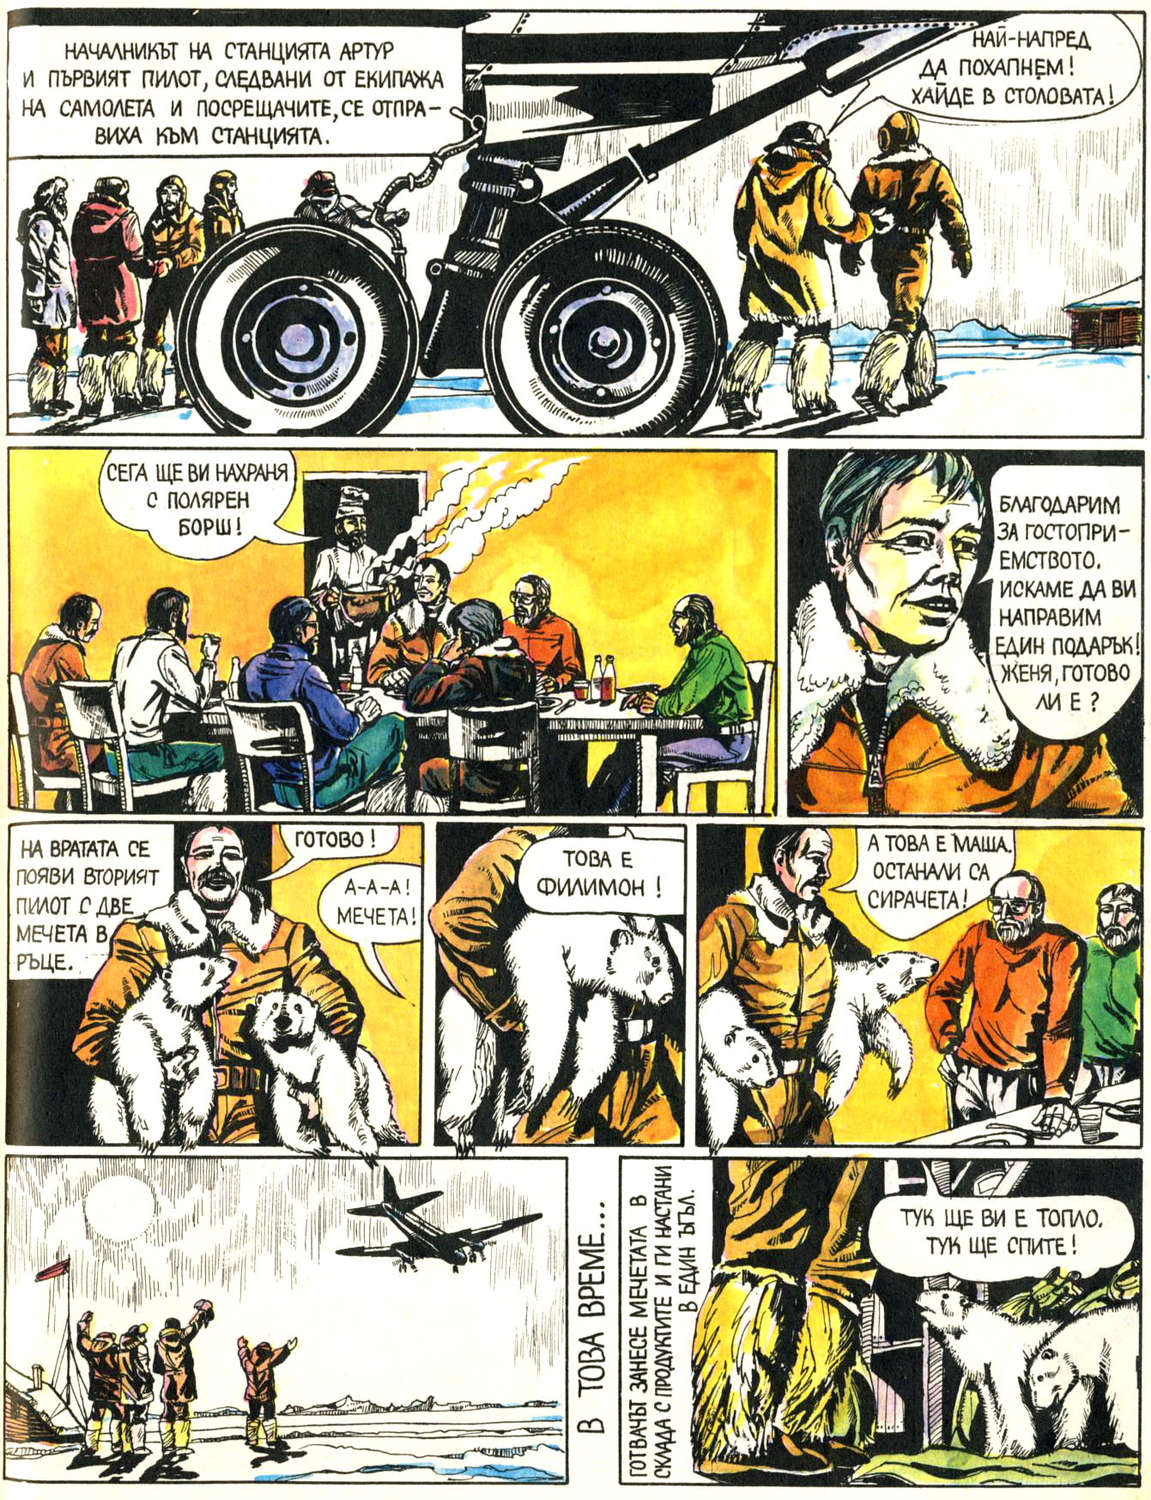 НАЧАЛНИКЪТ НА СТАНЦИЯТА АРТУР
И ПЪРВИЯТ ПИЛОТ, СЛЕДВАНИ ОТ ЕКИПАЖА
НА САМОЛЕТА И ПОСРЕЩАЧИТЕ, СЕ ОТПРА-
ВИХА КЪМ СТАНЦИЯТА.
НАЙ-НАПРЕД
ДА ПОХАПНЕМ!
ХАЙДЕ В СТОЛОВАТА!
СЕГА ЩЕ ВИ НАХРАНЯ
С ПОЛЯРЕН
БОРШ!
БЛАГОДАРИМ
ЗА ГОСТОПРИ-
ЕМСТВОТО.
ИСКАМЕ ДА ВИ
НАПРАВИМ
ЕДИН ПОДАРЪК!
ЖЕНЯ, ГОТОВО
ЛИ Е?
НА ВРАТАТА СЕ
ПОЯВИ ВТОРИЯТ
ПИЛОТ С ДВЕ
МЕЧЕТА В
РЪЦЕ.
ГОТОВО!
А-А-А!
МЕЧЕТА!
ТОВА Е
ФИЛИМОН!
А ТОВА Е МАША.
ОСТАНАЛИ СА
СИРАЧЕТА!
В ТОВА ВРЕМЕ...
ГОТВАЧЪТ ЗАНЕСЕ МЕЧЕТАТА В
СКЛАДА С ПРОДУКТИТЕ И ГИ НАСТАНИ
В ЕДИН ЪГЪЛ.
ТУК ЩЕ ВИ Е ТОПЛО.
ТУК ЩЕ СПИТЕ!